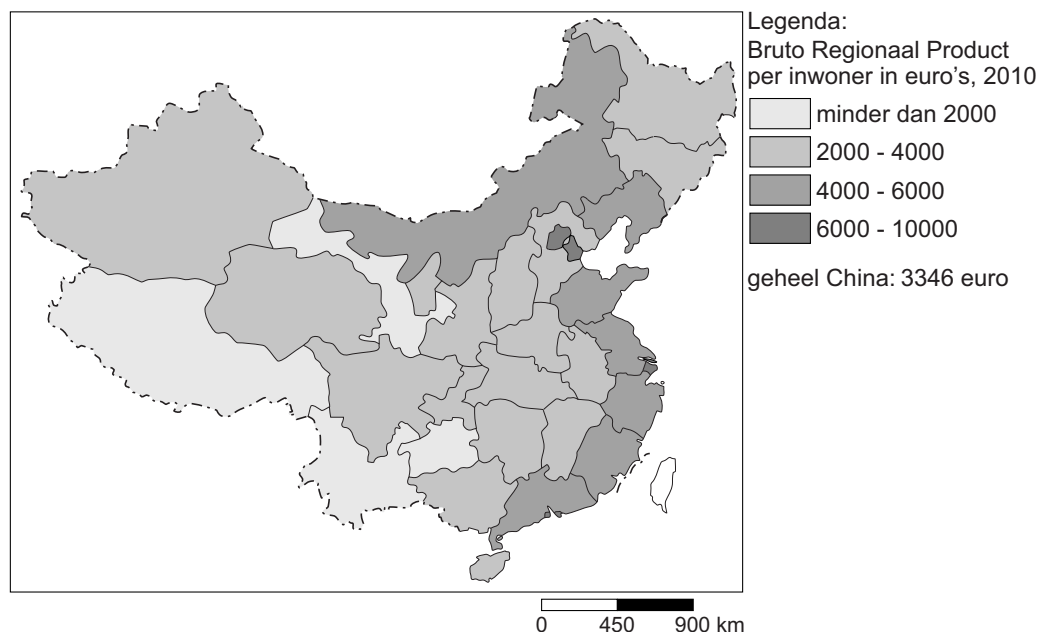 Legenda:
Bruto Regionaal Product
per inwoner in euro's, 2010
minder dan 2000
2000 - 4000
4000 - 6000
6000 - 10000
geheel China: 3346 euro
0 450 900 km